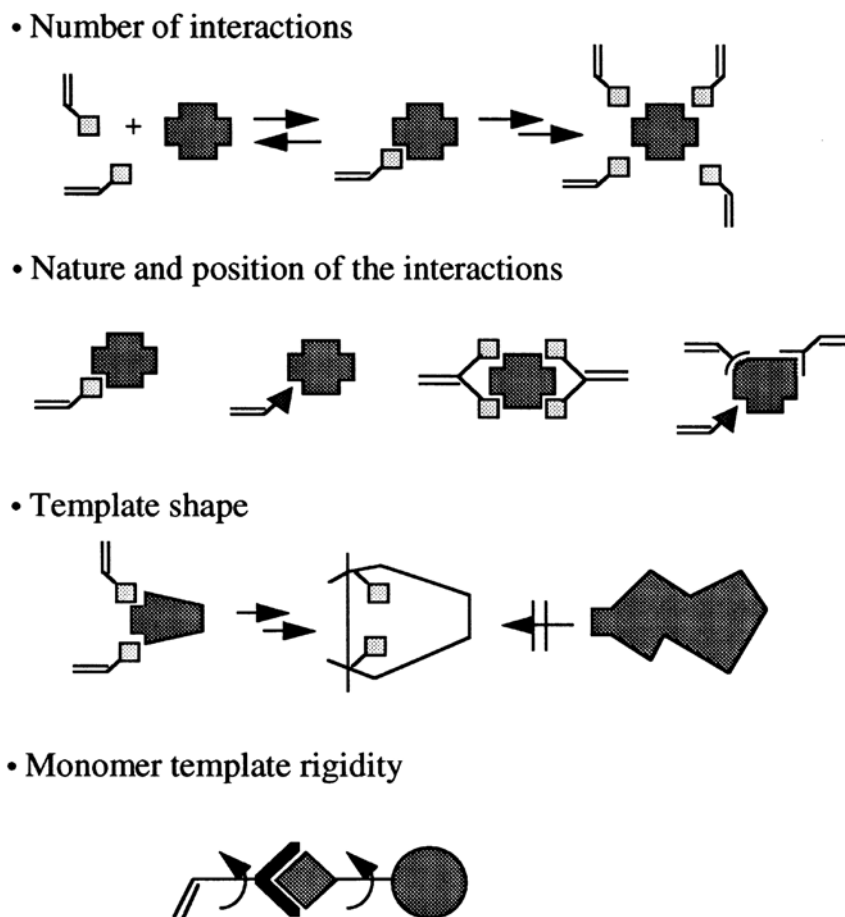 • Number of interactions
+
• Nature and position of the interactions
• Template shape
• Monomer template rigidity